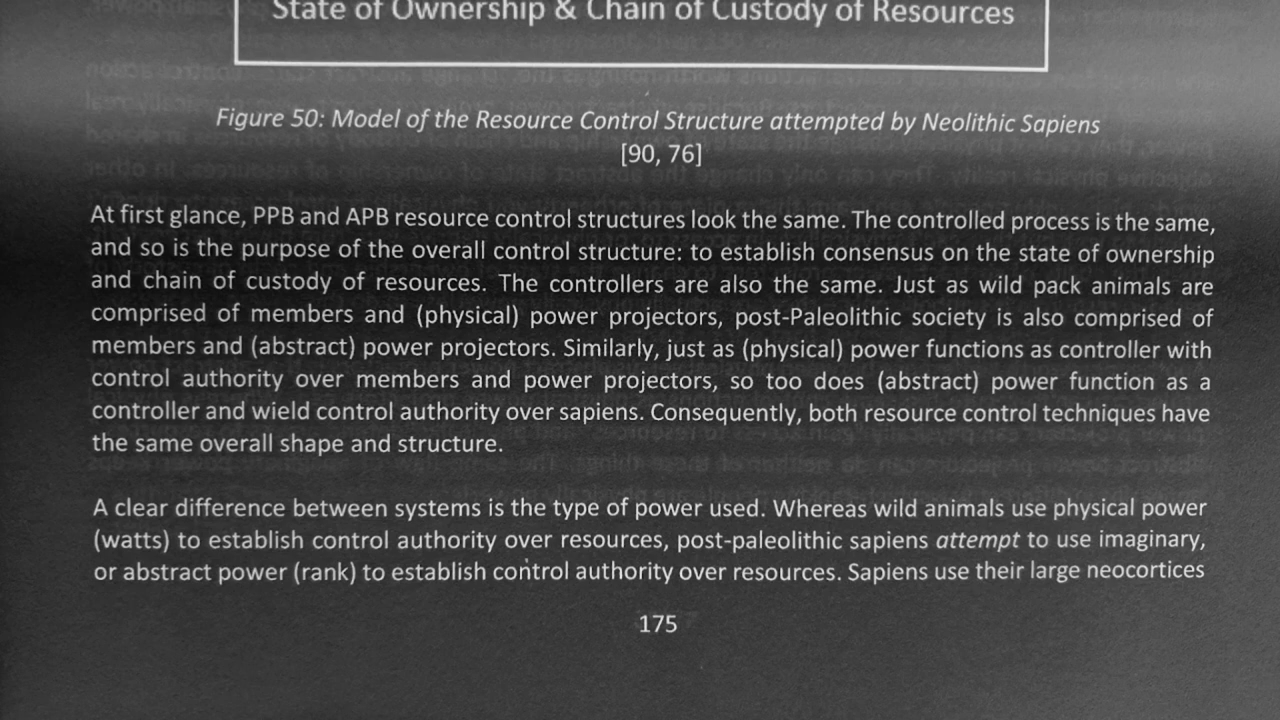 State of Ownership & Chain of Custody of Resources
Figure 50: Model of the Resource Control Structure attempted by Neolithic Sapiens
[90, 76]
At first glance, PPB and APB resource control structures look the same. The controlled process is the same,
and so is the purpose of the overall control structure: to establish consensus on the state of ownership
and chain of custody of resources. The controllers are also the same. Just as wild pack animals are
comprised of members and (physical) power projectors, post-Paleolithic society is also comprised of
members and (abstract) power projectors. Similarly, just as (physical) power functions as controller with
control authority over members and power projectors, so too does (abstract) power function as a
controller and wield control authority over sapiens. Consequently, both resource control techniques have
the same overall shape and structure.
A clear difference between systems is the type of power used. Whereas wild animals use physical power
(watts) to establish control authority over resources, post-paleolithic sapiens attempt to use imaginary,
or abstract power (rank) to establish control authority over resources. Sapiens use their large neocortices
175